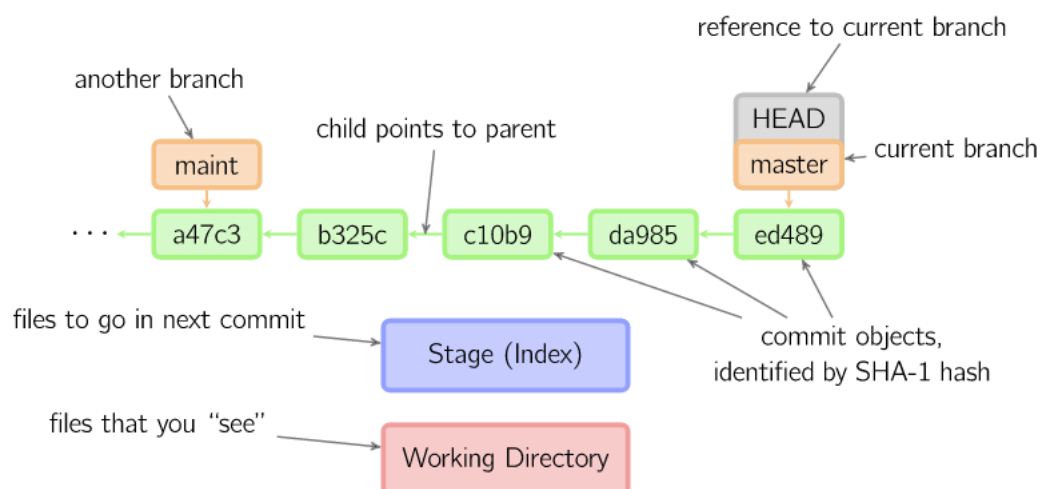 reference to current branch
another branch
HEAD
child points to parent
maint
master
current branch
...
a47c3
b325c
c10b9
da985
ed489
files to go in next commit
Stage (Index)
commit objects,
identified by SHA-1 hash
files that you “see”
Working Directory